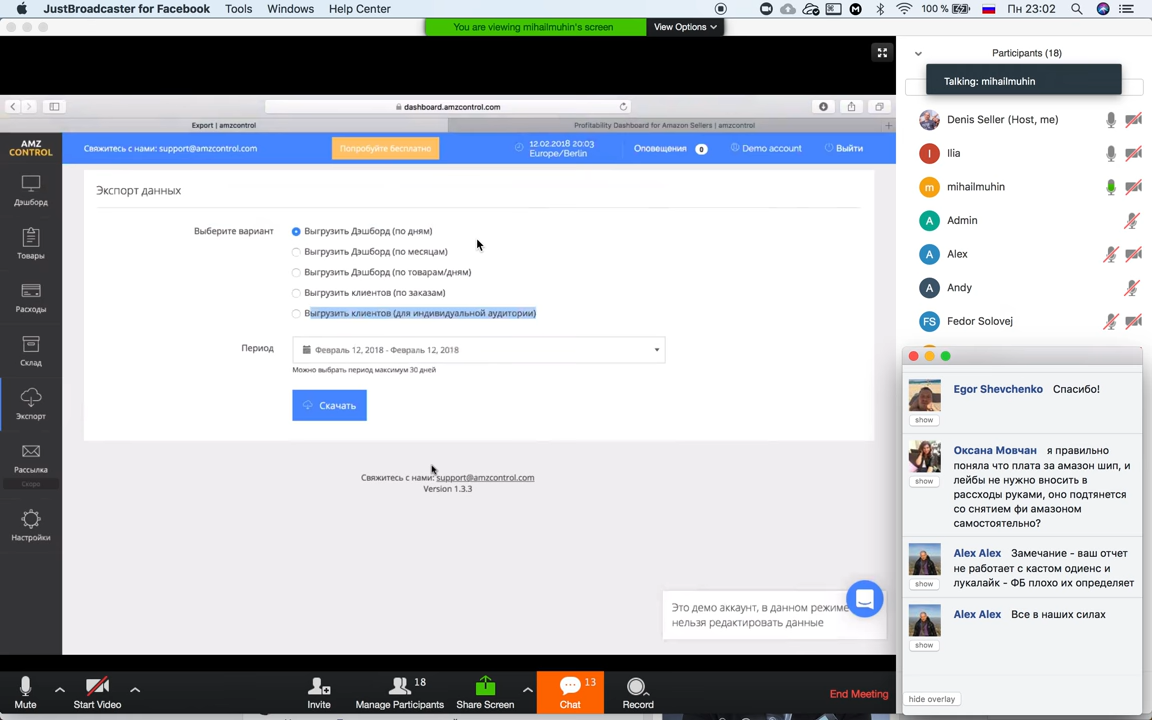 JustBroadcaster for Facebook Tools Windows Help Center
100 % Пн 23:02
You are viewing mihailmuhin's screen View Options
Participants (18)
Talking: mihailmuhin
dashboard.amzcontrol.com
Export | amzcontrol
Profitability Dashboard for Amazon Sellers | amzcontrol
AMZ
CONTROL
Свяжитесь с нами: support@amzcontrol.com
Попробуйте бесплатно
12.02.2018 20:03
Europe/Berlin
Оповещения 0
Demo account
Выйти
Дэшборд
Товары
Расходы
Склад
Экспорт
Рассылка
Скоро
Настройки
Экспорт данных
Выберите вариант
Выгрузить Дэшборд (по дням)
Выгрузить Дэшборд (по месяцам)
Выгрузить Дэшборд (по товарам/дням)
Выгрузить клиентов (по заказам)
Выгрузить клиентов (для индивидуальной аудитории)
Период
Февраль 12, 2018 - Февраль 12, 2018
Можно выбрать период максимум 30 дней
Скачать
Свяжитесь с нами: support@amzcontrol.com
Version 1.3.3
Это демо аккаунт, в данном режиме
нельзя редактировать данные
Denis Seller (Host, me)
I Ilia
m mihailmuhin
A Admin
A Alex
A Andy
FS Fedor Solovej
Egor Shevchenko Спасибо!
show
Оксана Мовчан я правильно
поняла что плата за амазон шип, и
лейбы не нужно вносить в
рассходы руками, оно подтянется
со снятием фи амазоном
самостоятельно?
show
Alex Alex Замечание - ваш отчет
не работает с кастом одиенс и
лукалайк - ФБ плохо их определяет
show
Alex Alex Все в наших силах
show
hide overlay
Mute
Start Video
Invite
18
Manage Participants
Share Screen
13
Chat
Record
End Meeting